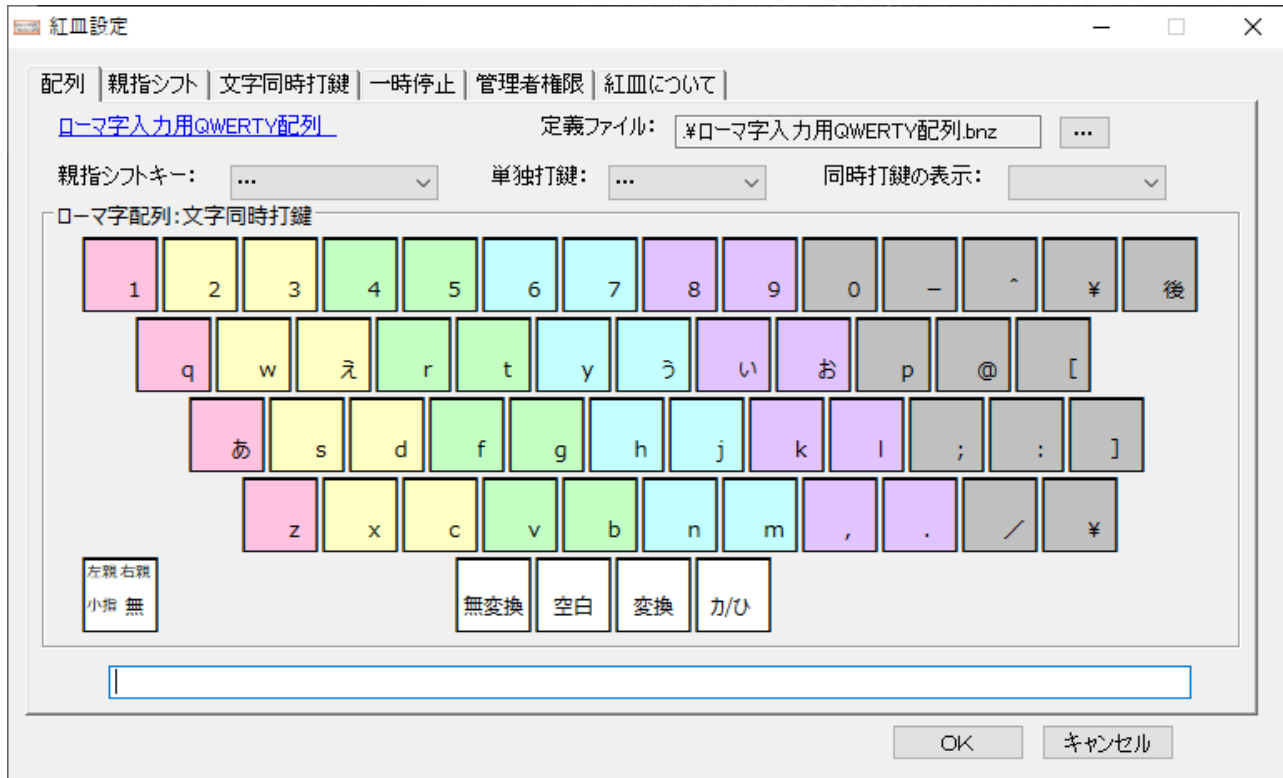 紅皿設定
配列 親指シフト 文字同時打鍵 一時停止 管理者権限 紅皿について
ローマ字入力用QWERTY配列 定義ファイル： .¥ローマ字入力用QWERTY配列.bnz ...
親指シフトキー： ... 単独打鍵： ... 同時打鍵の表示：
ローマ字配列:文字同時打鍵
1 2 3 4 5 6 7 8 9 0 － ＾ ¥ 後
q w え r t y う い お p @ [
あ s d f g h j k l ; : ]
z x c v b n m , . ／ ¥
左親 右親
小指 無 無変換 空白 変換 カ/ひ
OK キャンセル